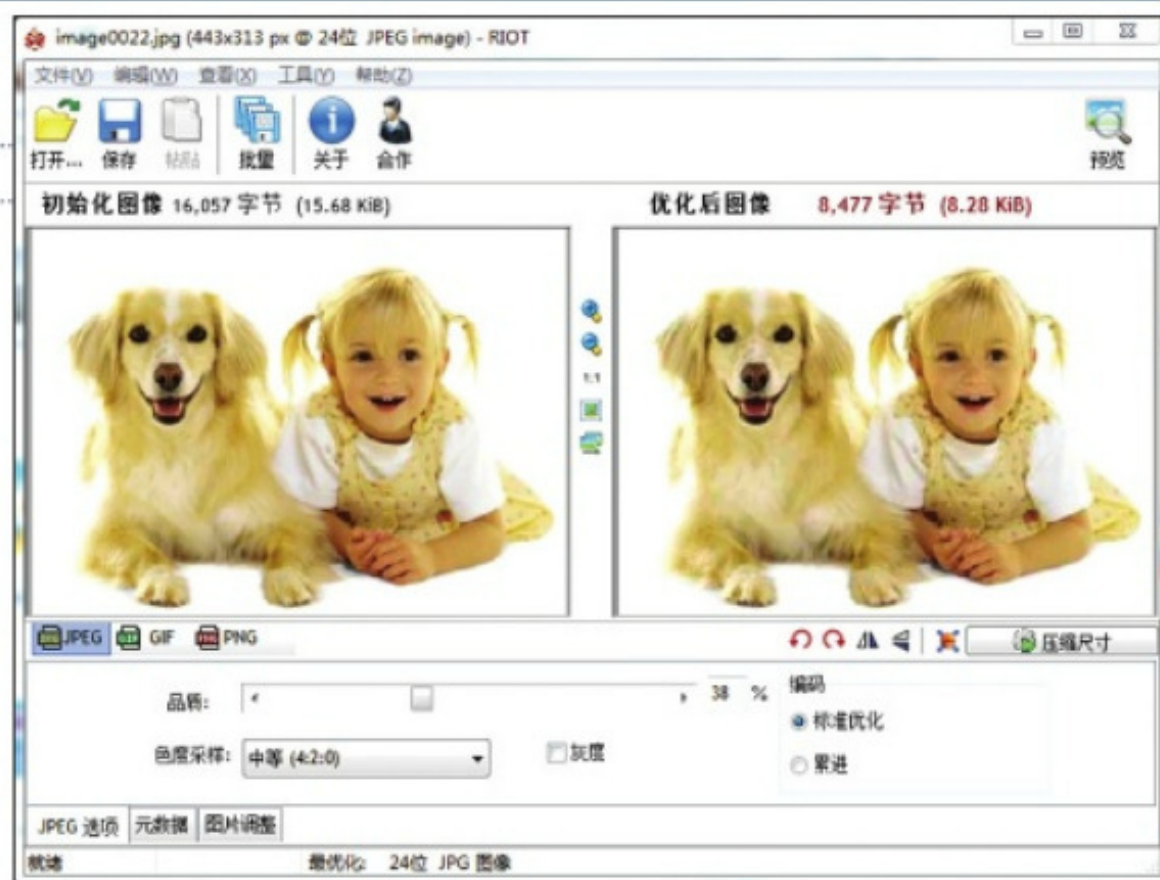 image0022.jpg (443x313 px @ 24位 JPEG image) - RIOT
文件(V) 编辑(W) 查看(X) 工具(Y) 帮助(Z)
打开... 保存 粘贴 批量 关于 合作 预览
初始化图像 16,057 字节 (15.68 KiB) 优化后图像 8,477 字节 (8.28 KiB)
1:1
JPEG GIF PNG 压缩尺寸
品质: 38 % 编码
标准优化
色度采样: 中等 (4:2:0) 灰度
累进
JPEG 选项 元数据 图片调整
就绪 最优化: 24位 JPG 图像